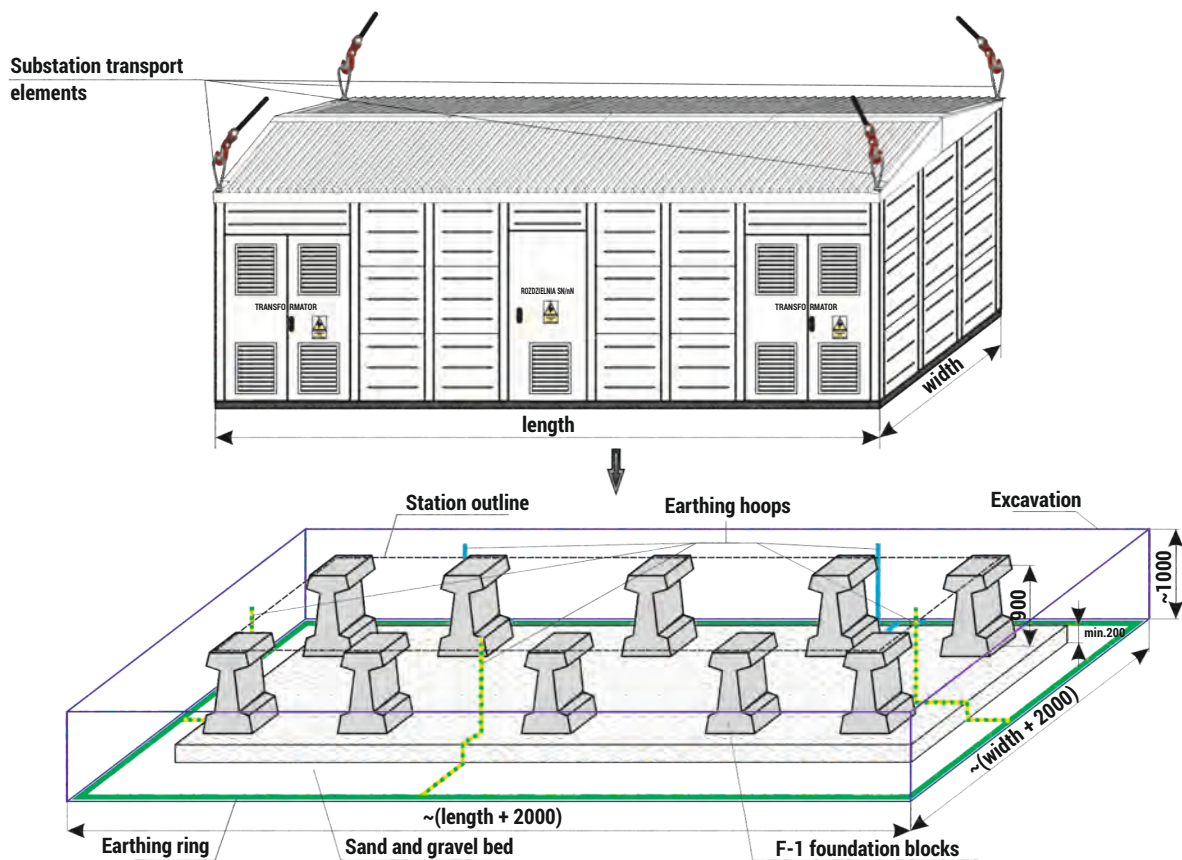 Substation transport
elements
TRANSFORMATOR
ROZDZIELNIA SN/nN
TRANSFORMATOR
width
length
Station outline
Earthing hoops
Excavation
~1000
900
min.200
~(width + 2000)
~(length + 2000)
Earthing ring
Sand and gravel bed
F-1 foundation blocks